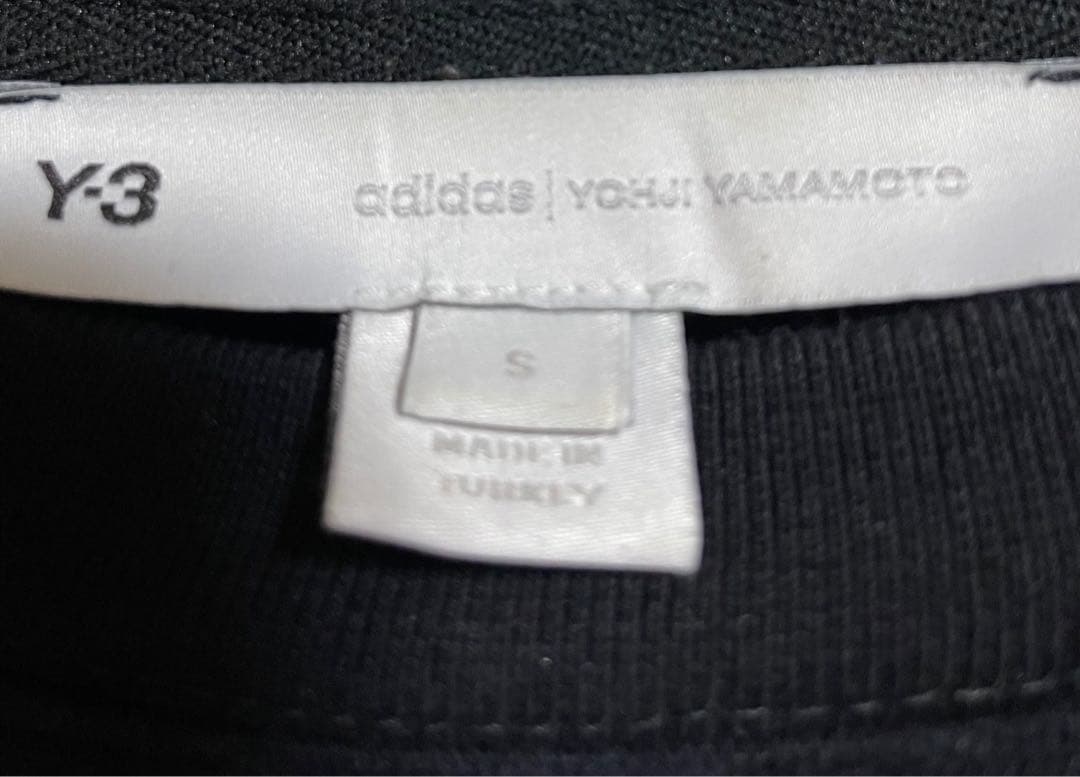 Y-3 adidas | YOHJI YAMAMOTO
S
MADE IN
TURKEY